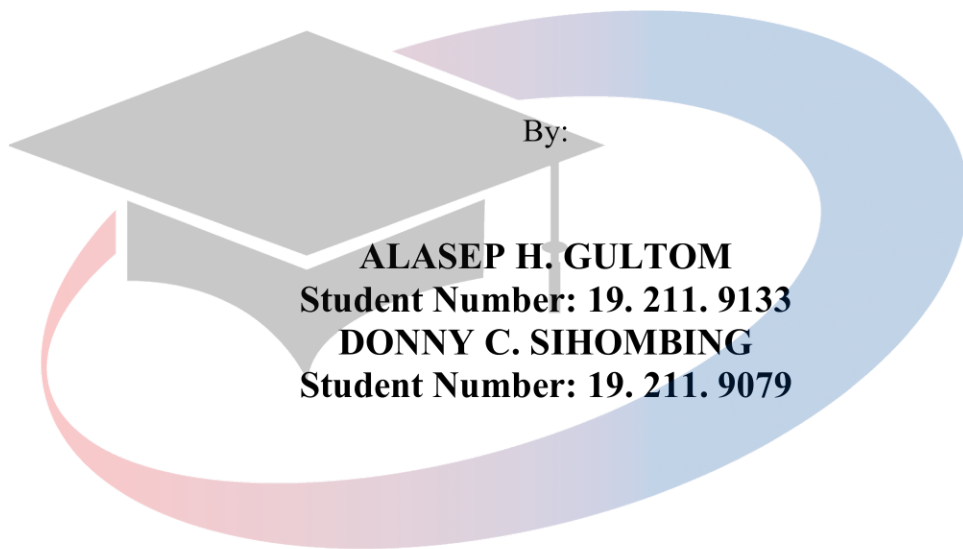 By:
ALASEP H. GULTOM
Student Number: 19. 211. 9133
DONNY C. SIHOMBING
Student Number: 19. 211. 9079